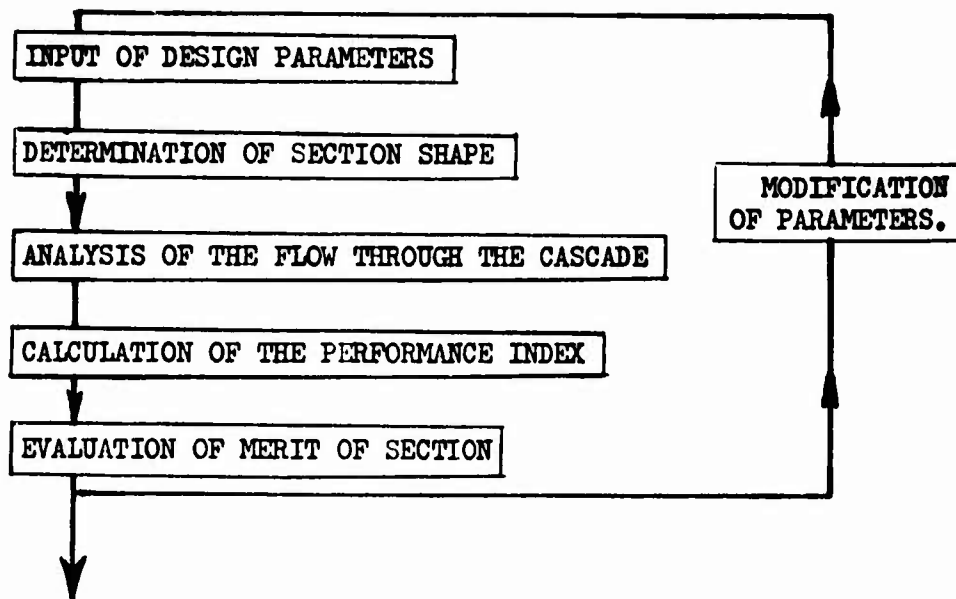 INPUT OF DESIGN PARAMETERS
DETERMINATION OF SECTION SHAPE
ANALYSIS OF THE FLOW THROUGH THE CASCADE
CALCULATION OF THE PERFORMANCE INDEX
EVALUATION OF MERIT OF SECTION
MODIFICATION
OF PARAMETERS.